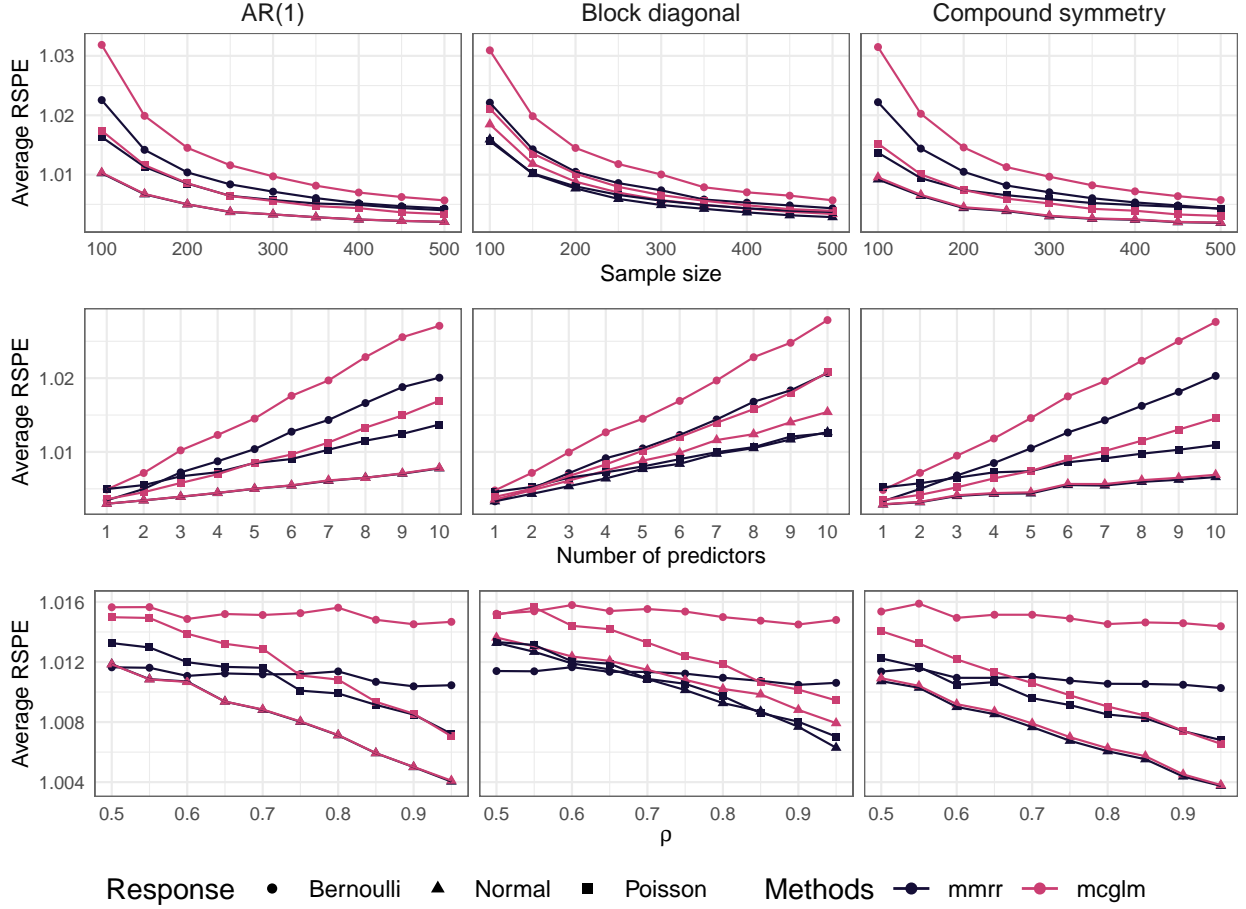 AR(1) Block diagonal Compound symmetry
Average RSPE
1.03
1.02
1.01
100 200 300 400 500 100 200 300 400 500 100 200 300 400 500
Sample size
Average RSPE
1.02
1.01
1 2 3 4 5 6 7 8 9 10 1 2 3 4 5 6 7 8 9 10 1 2 3 4 5 6 7 8 9 10
Number of predictors
Average RSPE
1.016
1.012
1.008
1.004
0.5 0.6 0.7 0.8 0.9 0.5 0.6 0.7 0.8 0.9 0.5 0.6 0.7 0.8 0.9
ρ
Response Bernoulli Normal Poisson Methods mmrr mcglm